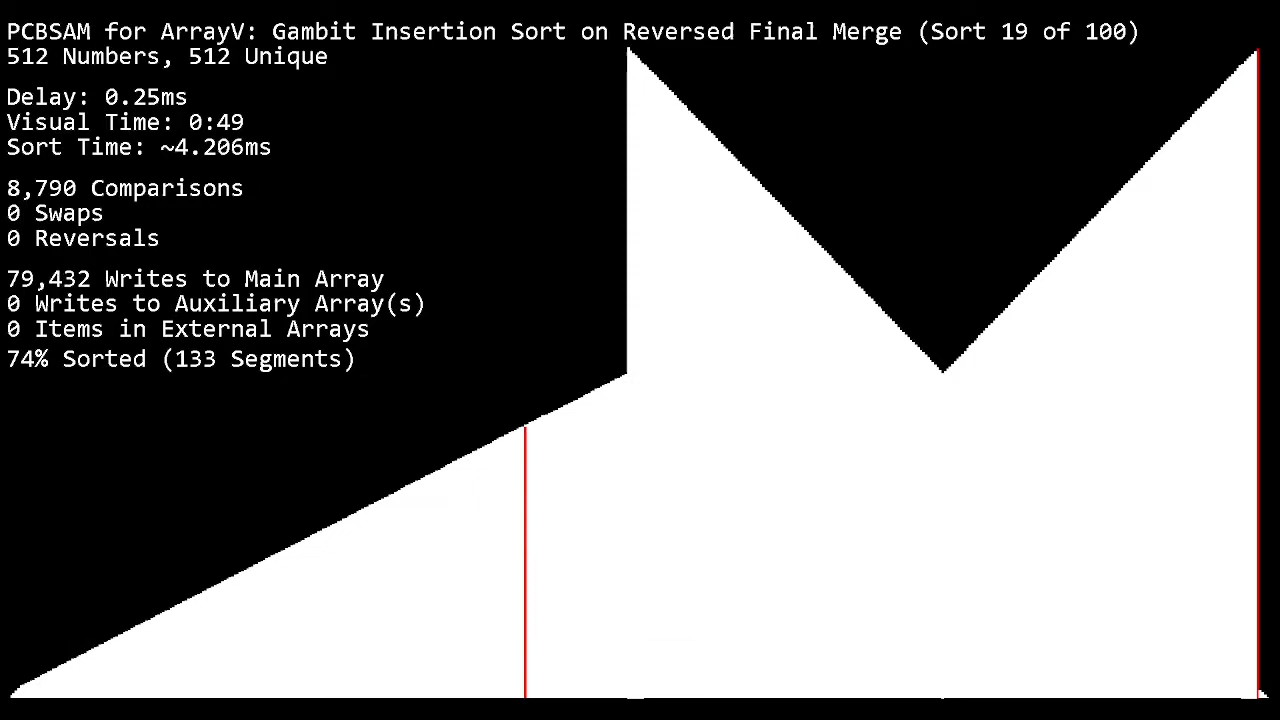 PCBSAM for ArrayV: Gambit Insertion Sort on Reversed Final Merge (Sort 19 of 100)
512 Numbers, 512 Unique
Delay: 0.25ms
Visual Time: 0:49
Sort Time: ~4.206ms
8,790 Comparisons
0 Swaps
0 Reversals
79,432 Writes to Main Array
0 Writes to Auxiliary Array(s)
0 Items in External Arrays
74% Sorted (133 Segments)